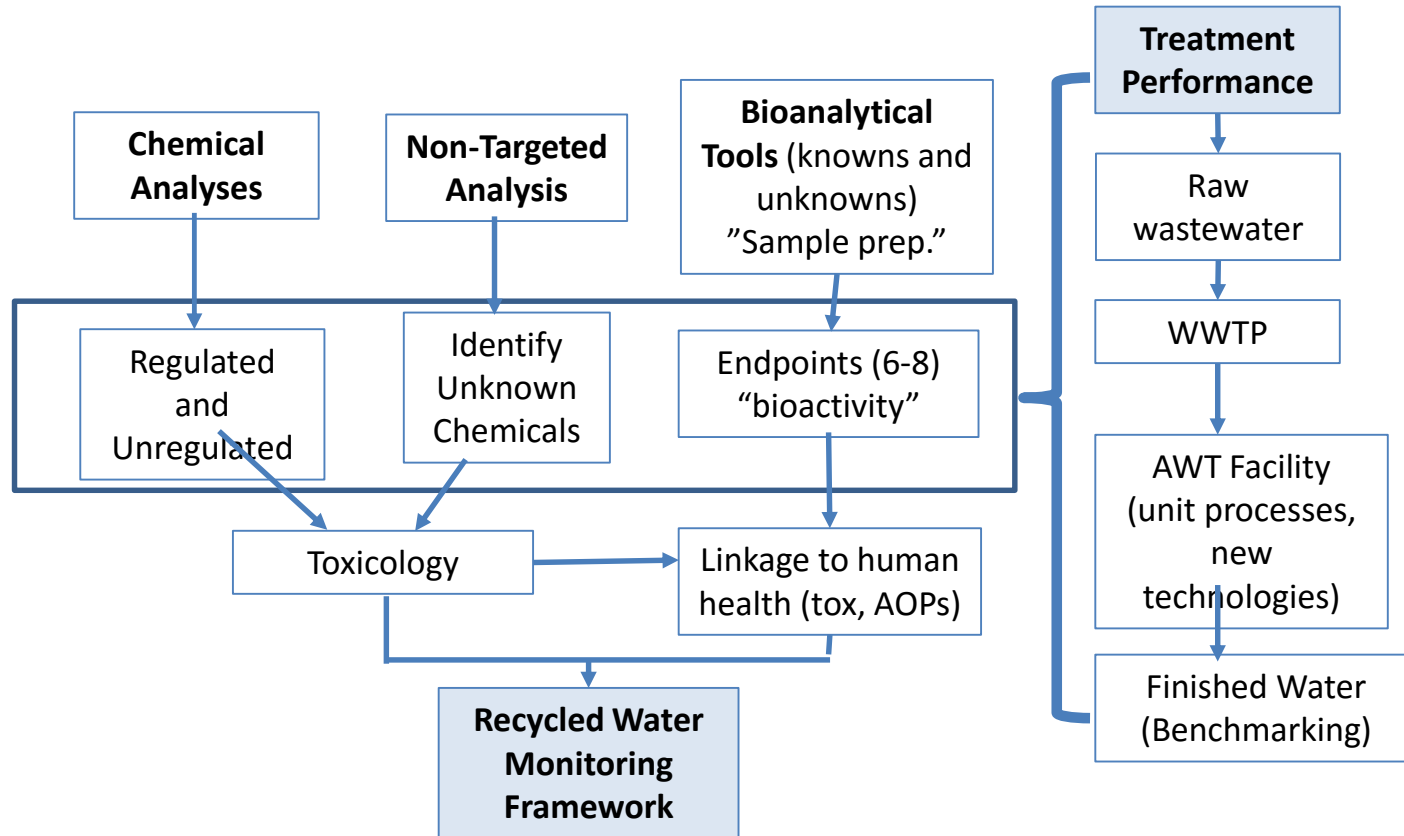 Chemical
Analyses
Non-Targeted
Analysis
Bioanalytical
Tools (knowns and
unknowns)
”Sample prep.”
Regulated
and
Unregulated
Identify
Unknown
Chemicals
Endpoints (6-8)
“bioactivity”
Toxicology
Linkage to human
health (tox, AOPs)
Recycled Water
Monitoring
Framework
Treatment
Performance
Raw
wastewater
WWTP
AWT Facility
(unit processes,
new
technologies)
Finished Water
(Benchmarking)